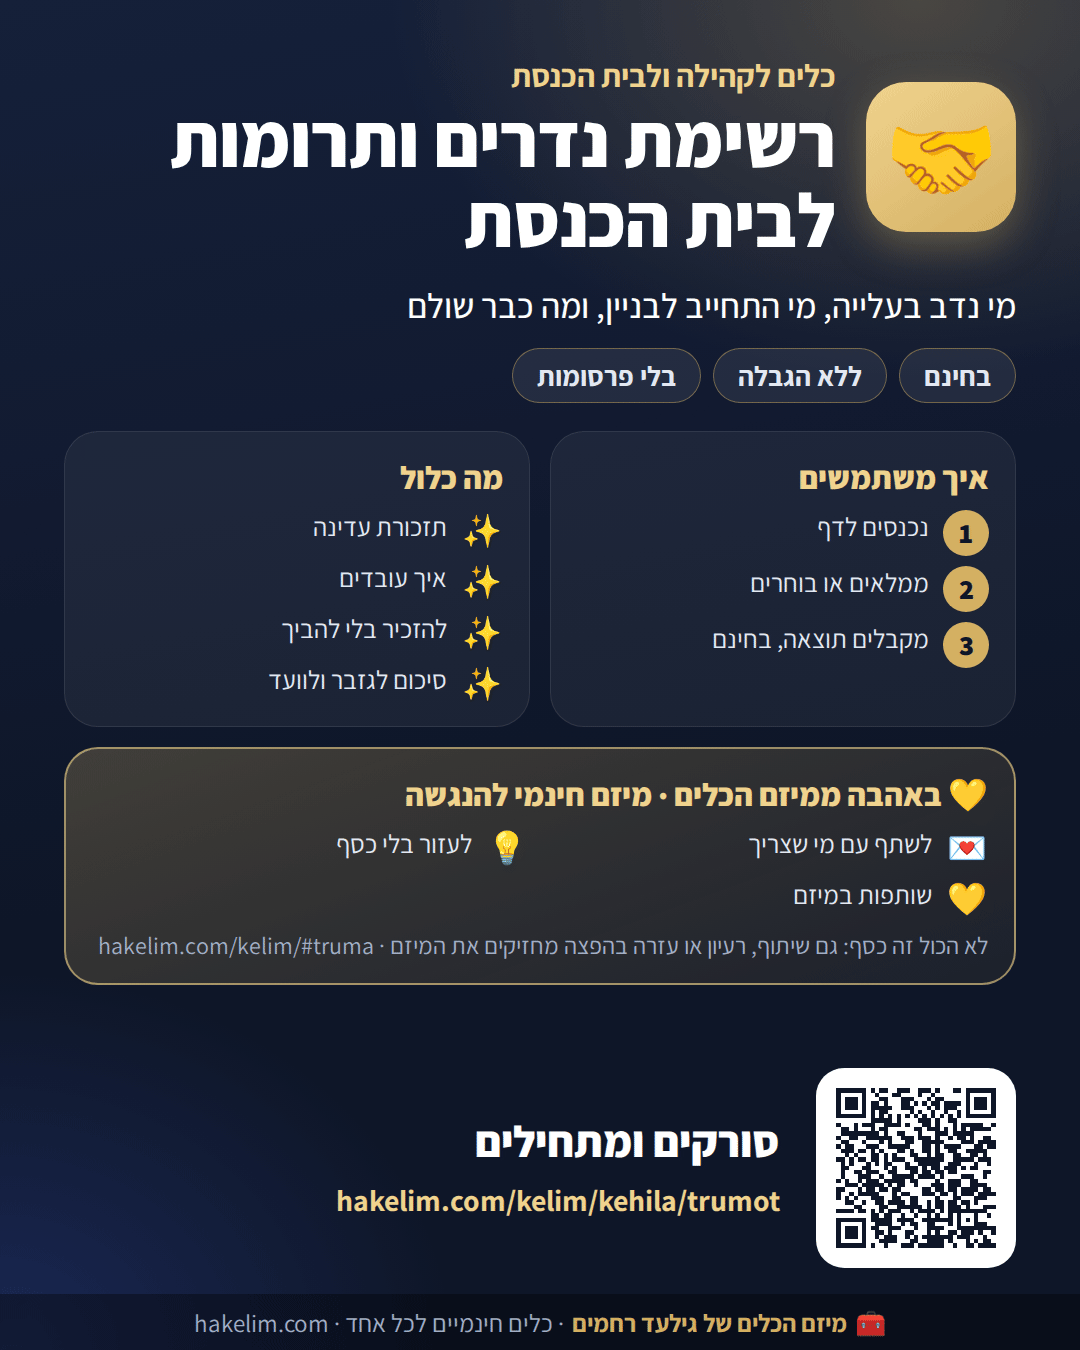 כלים לקהילה ולבית הכנסת
רשימת נדרים ותרומות
לבית הכנסת
מי נדב בעלייה, מי התחייב לבניין, ומה כבר שולם
בחינם
ללא הגבלה
בלי פרסומות
איך משתמשים
1 נכנסים לדף
2 ממלאים או בוחרים
3 מקבלים תוצאה, בחינם
מה כלול
תזכורת עדינה
איך עובדים
להזכיר בלי להביך
סיכום לגזבר ולוועד
באהבה ממיזם הכלים · מיזם חינמי להנגשה
לשתף עם מי שצריך
לעזור בלי כסף
שותפות במיזם
לא הכול זה כסף: גם שיתוף, רעיון או עזרה בהפצה מחזיקים את המיזם · hakelim.com/kelim/#truma
סורקים ומתחילים
hakelim.com/kelim/kehila/trumot
מיזם הכלים של גילעד רחמים · כלים חינמיים לכל אחד · hakelim.com